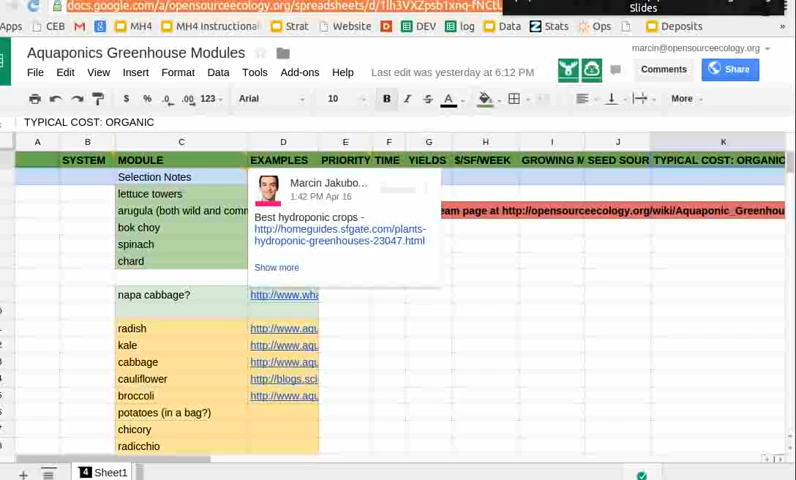 docs.google.com/a/opensourceecology.org/spreadsheets/d/1lh3VXZpsb1xnq-fNCtL
slides
Apps CEB MH4 MH4 Instructional Strat Website DEV log Data Stats Ops Deposits
Aquaponics Greenhouse Modules
marcin@opensourceecology.org
File Edit View Insert Format Data Tools Add-ons Help Last edit was yesterday at 6:12 PM
Comments Share
$ % .0 .00 123 Arial 10 B I S A More
TYPICAL COST: ORGANIC
A B C D E F G H I J K
SYSTEM MODULE EXAMPLES PRIORITY TIME YIELDS $/SF/WEEK GROWING M SEED SOUR TYPICAL COST: ORGANIC
Selection Notes
lettuce towers
arugula (both wild and comm
eam page at http://opensourceecology.org/wiki/Aquaponic_Greenhou
bok choy
spinach
chard
Marcin Jakubo...
1:42 PM Apr 16
Best hydroponic crops -
http://homeguides.sfgate.com/plants-
hydroponic-greenhouses-23047.html
Show more
napa cabbage? http://www.wha
radish http://www.aqu
kale http://www.aqu
cabbage http://www.aqu
cauliflower http://blogs.sci
broccoli http://www.aqu
potatoes (in a bag?)
chicory
radicchio
4 Sheet1